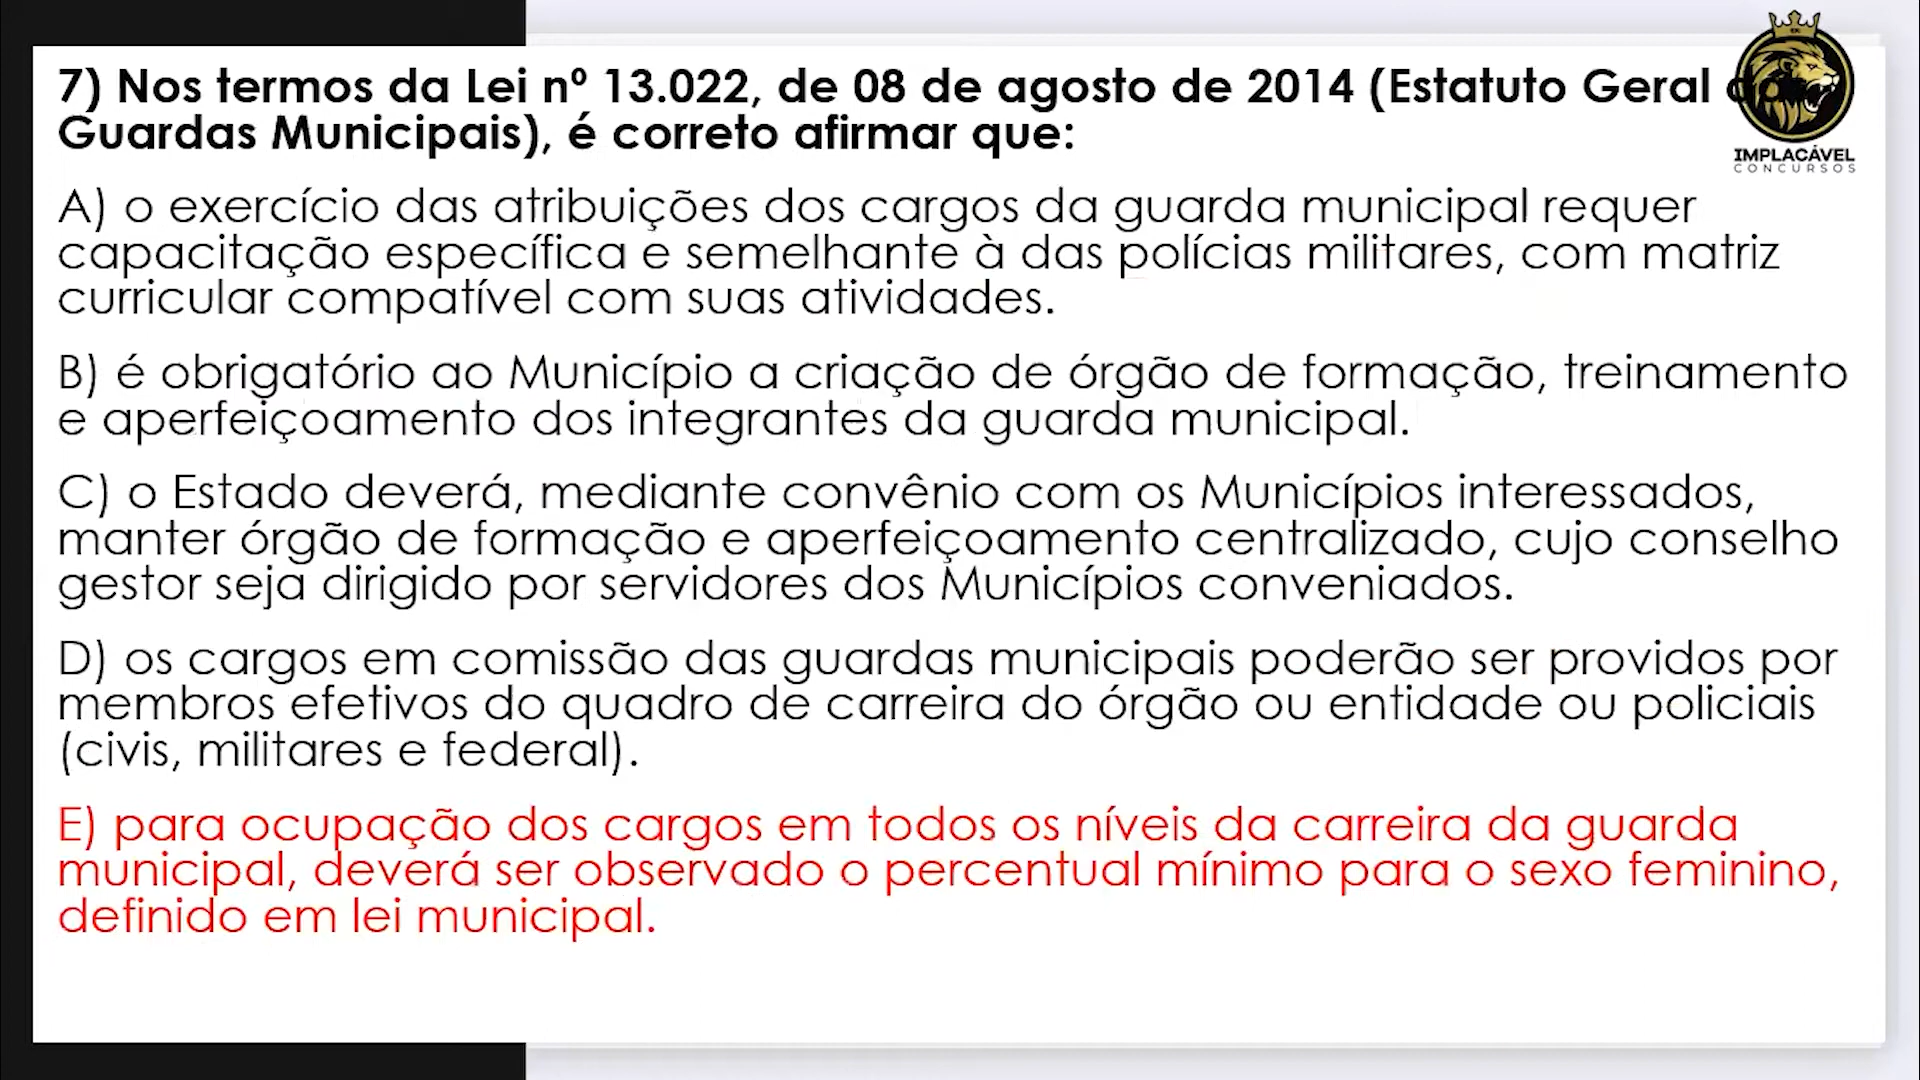 7) Nos termos da Lei nº 13.022, de 08 de agosto de 2014 (Estatuto Geral
Guardas Municipais), é correto afirmar que:
IMPLACÁVEL
CONCURSOS
A) o exercício das atribuições dos cargos da guarda municipal requer
capacitação específica e semelhante à das polícias militares, com matriz
curricular compatível com suas atividades.
B) é obrigatório ao Município a criação de órgão de formação, treinamento
e aperfeiçoamento dos integrantes da guarda municipal.
C) o Estado deverá, mediante convênio com os Municípios interessados,
manter órgão de formação e aperfeiçoamento centralizado, cujo conselho
gestor seja dirigido por servidores dos Municípios conveniados.
D) os cargos em comissão das guardas municipais poderão ser providos por
membros efetivos do quadro de carreira do órgão ou entidade ou policiais
(civis, militares e federal).
E) para ocupação dos cargos em todos os níveis da carreira da guarda
municipal, deverá ser observado o percentual mínimo para o sexo feminino,
definido em lei municipal.